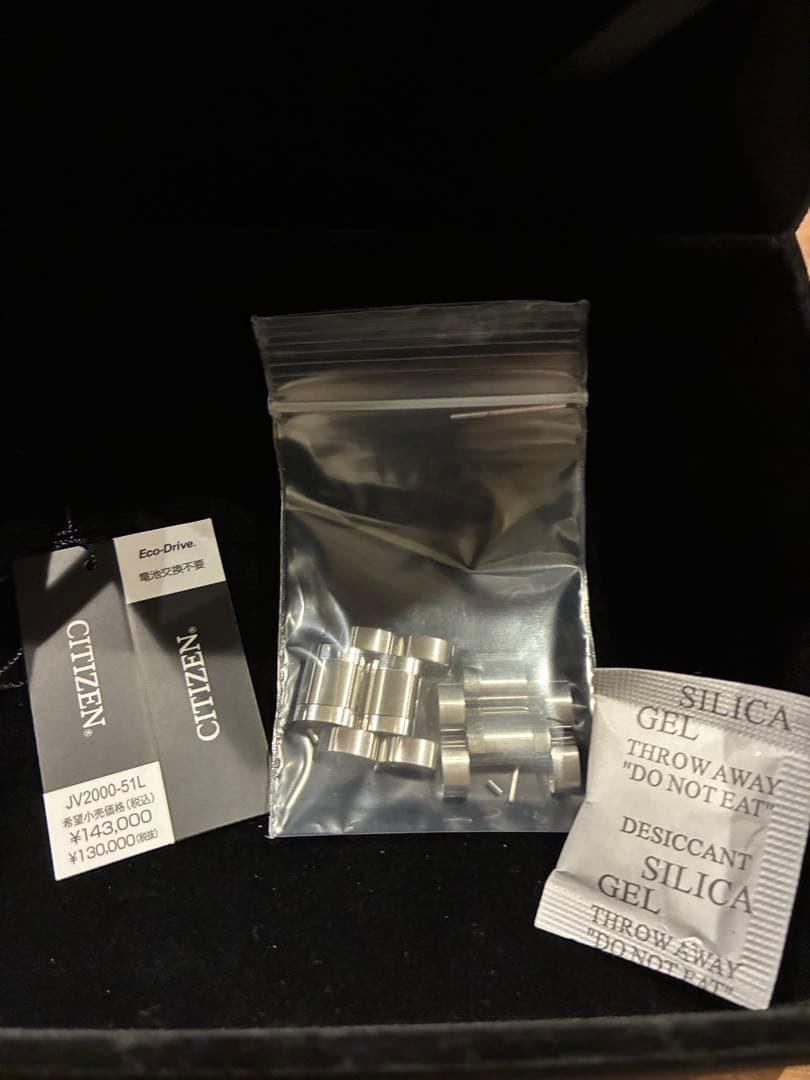 Eco-Drive.
電池交換不要
CITIZEN®
CITIZEN®
JV2000-51L
希望小売価格(税込)
¥143,000
¥130,000(税抜)
SILICA
GEL
THROW AWAY
"DO NOT EAT"
DESICCANT
SILICA
GEL
THROW AWAY
"DO NOT EAT"